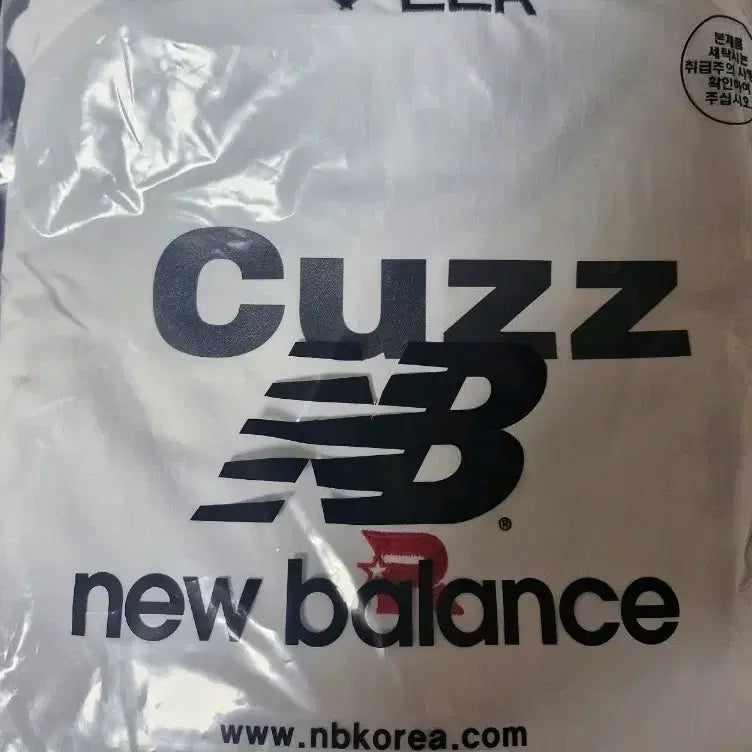 본제품
세탁시는
취급주의
확인하여
주십시오
Cuzz
NB
®
R
new balance
www.nbkorea.com